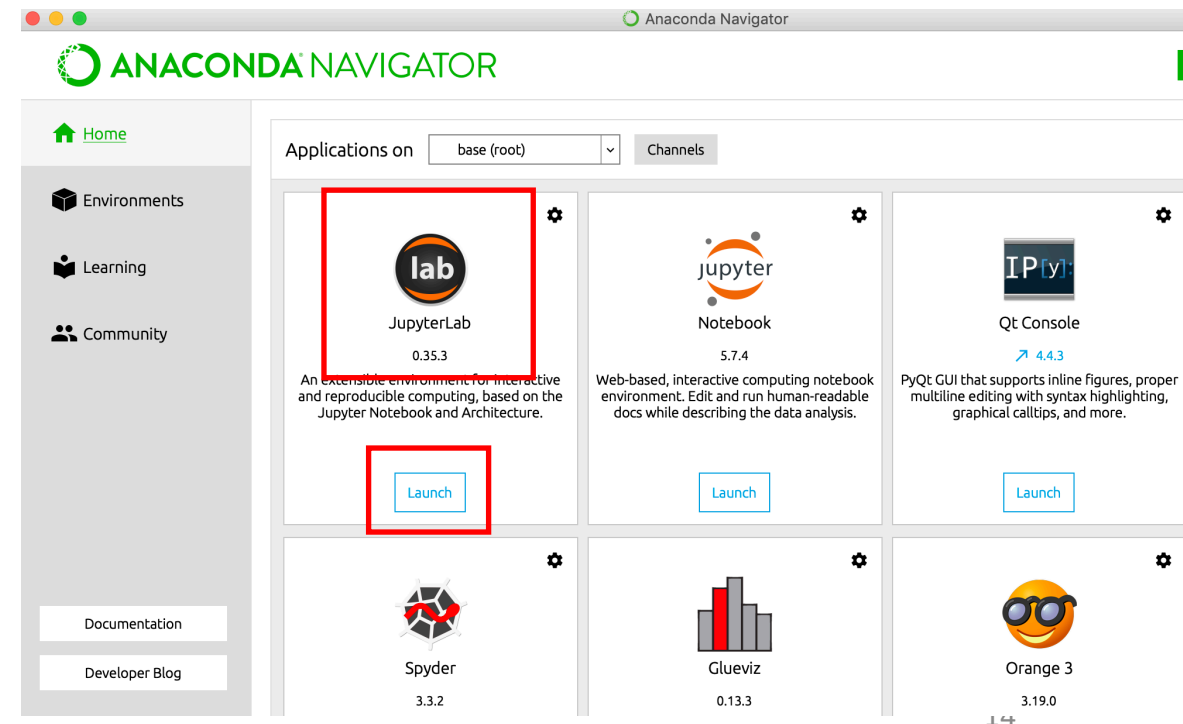 Anaconda Navigator
ANACONDA NAVIGATOR
Home
Environments
Learning
Community
Documentation
Developer Blog
Applications on base (root) Channels
lab
JupyterLab
0.35.3
An extensible environment for interactive
and reproducible computing, based on the
Jupyter Notebook and Architecture.
Launch
jupyter
Notebook
5.7.4
Web-based, interactive computing notebook
environment. Edit and run human-readable
docs while describing the data analysis.
Launch
IP[y]:
Qt Console
4.4.3
PyQt GUI that supports inline figures, proper
multiline editing with syntax highlighting,
graphical calltips, and more.
Launch
Spyder
3.3.2
Glueviz
0.13.3
Orange 3
3.19.0
14